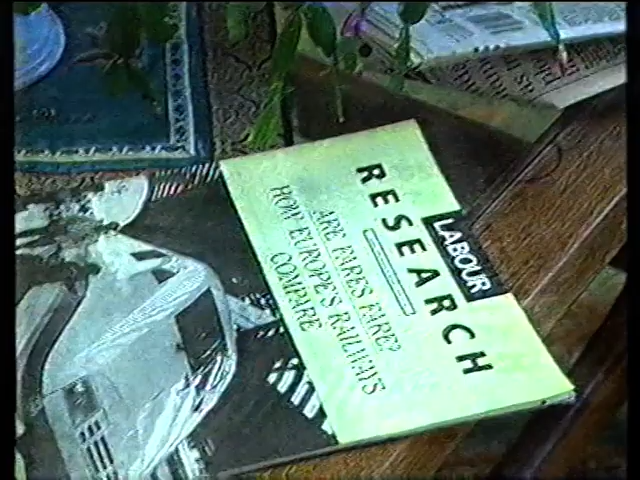 LABOUR
RESEARCH
ARE FARES FAIR?
HOW EUROPE'S RAILWAYS
COMPARE